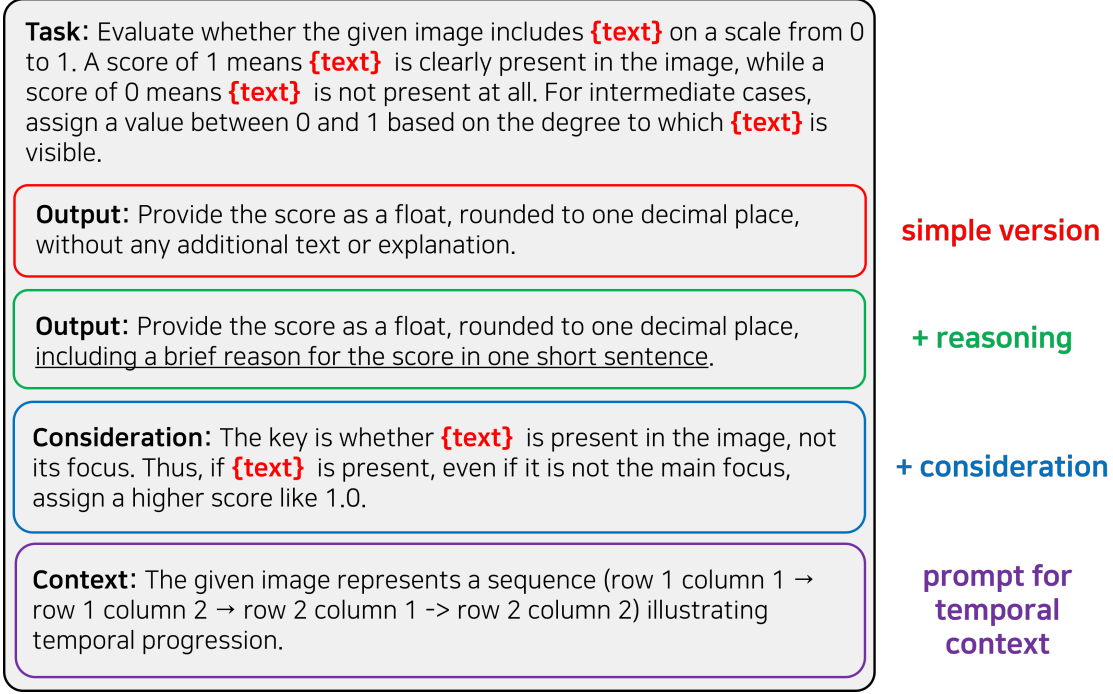 Task: Evaluate whether the given image includes {text} on a scale from 0
to 1. A score of 1 means {text} is clearly present in the image, while a
score of 0 means {text} is not present at all. For intermediate cases,
assign a value between 0 and 1 based on the degree to which {text} is
visible.
Output: Provide the score as a float, rounded to one decimal place,
without any additional text or explanation.
simple version
Output: Provide the score as a float, rounded to one decimal place,
including a brief reason for the score in one short sentence.
+ reasoning
Consideration: The key is whether {text} is present in the image, not
its focus. Thus, if {text} is present, even if it is not the main focus,
assign a higher score like 1.0.
+ consideration
Context: The given image represents a sequence (row 1 column 1 →
row 1 column 2 → row 2 column 1 -> row 2 column 2) illustrating
temporal progression.
prompt for
temporal
context